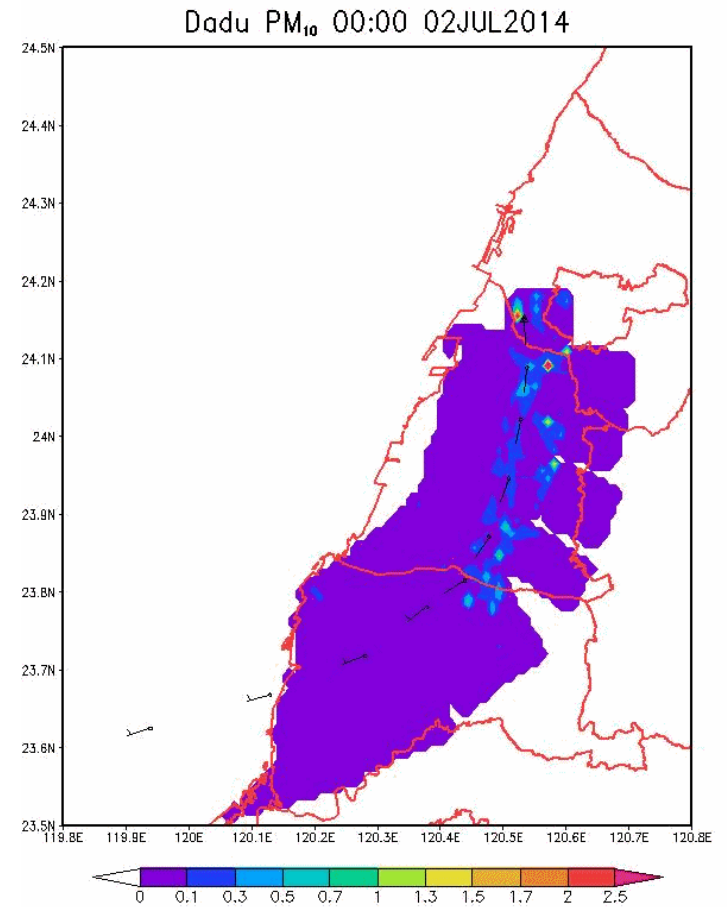 Dadu PM₁₀ 00:00 02JUL2014
24.5N
24.4N
24.3N
24.2N
24.1N
24N
23.9N
23.8N
23.7N
23.6N
23.5N
119.8E 119.9E 120E 120.1E 120.2E 120.3E 120.4E 120.5E 120.6E 120.7E 120.8E
0 0.1 0.3 0.5 0.7 1 1.3 1.5 1.7 2 2.5